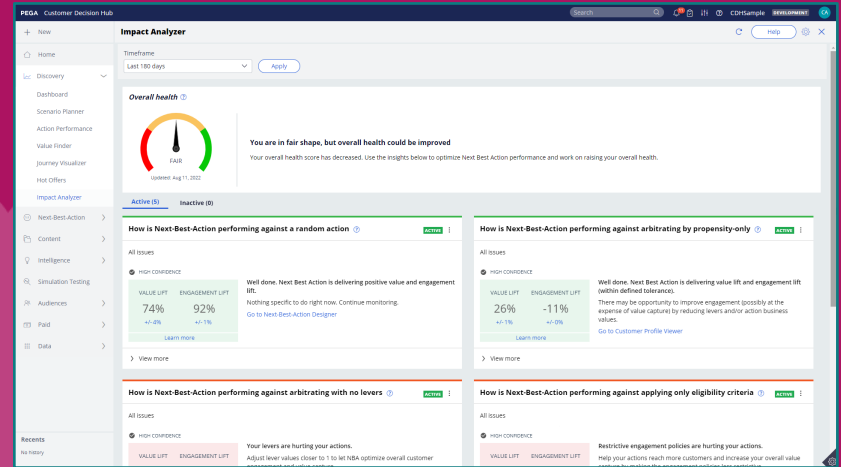 PEGA Customer Decision Hub
Search
CDHSample DEVELOPMENT CA
+ New
Home
Discovery
Dashboard
Scenario Planner
Action Performance
Value Finder
Journey Visualizer
Hot Offers
Impact Analyzer
Next-Best-Action
Content
Intelligence
Simulation Testing
Audiences
Paid
Data
Recents
No history
Impact Analyzer
Help
Timeframe
Last 180 days
Apply
Overall health
FAIR
Updated: Aug 11, 2022
You are in fair shape, but overall health could be improved
Your overall health score has decreased. Use the insights below to optimize Next Best Action performance and work on raising your overall health.
Active (5) Inactive (0)
How is Next-Best-Action performing against a random action
ACTIVE
All issues
HIGH CONFIDENCE
VALUE LIFT ENGAGEMENT LIFT
74% 92%
+/- 4% +/- 1%
Learn more
Well done. Next Best Action is delivering positive value and engagement
lift.
Nothing specific to do right now. Continue monitoring.
Go to Next-Best-Action Designer
View more
How is Next-Best-Action performing against arbitrating by propensity-only
ACTIVE
All issues
HIGH CONFIDENCE
VALUE LIFT ENGAGEMENT LIFT
26% -11%
+/- 1% +/- 0%
Learn more
Well done. Next Best Action is delivering value lift and engagement lift
(within defined tolerance).
There may be opportunity to improve engagement (possibly at the
expense of value capture) by reducing levers and/or action business
values.
Go to Customer Profile Viewer
View more
How is Next-Best-Action performing against arbitrating with no levers
ACTIVE
All issues
HIGH CONFIDENCE
VALUE LIFT ENGAGEMENT LIFT
Your levers are hurting your actions.
Adjust lever values closer to 1 to let NBA optimize overall customer
How is Next-Best-Action performing against applying only eligibility criteria
ACTIVE
All issues
HIGH CONFIDENCE
VALUE LIFT ENGAGEMENT LIFT
Restrictive engagement policies are hurting your actions.
Help your actions reach more customers and increase your overall value